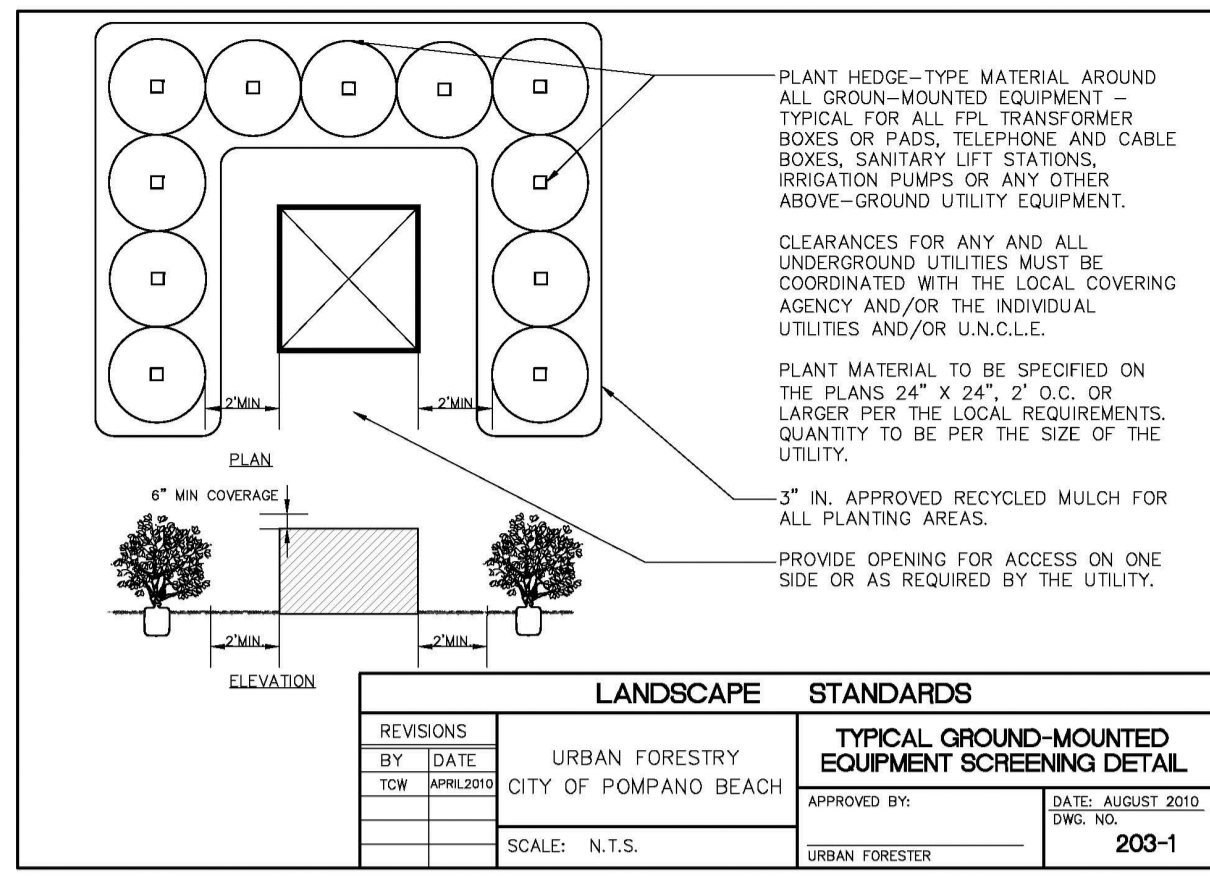 PLANT HEDGE-TYPE MATERIAL AROUND
ALL GROUN-MOUNTED EQUIPMENT -
TYPICAL FOR ALL FPL TRANSFORMER
BOXES OR PADS, TELEPHONE AND CABLE
BOXES, SANITARY LIFT STATIONS,
IRRIGATION PUMPS OR ANY OTHER
ABOVE-GROUND UTILITY EQUIPMENT.
CLEARANCES FOR ANY AND ALL
UNDERGROUND UTILITIES MUST BE
COORDINATED WITH THE LOCAL COVERING
AGENCY AND/OR THE INDIVIDUAL
UTILITIES AND/OR U.N.C.L.E.
PLANT MATERIAL TO BE SPECIFIED ON
THE PLANS 24" X 24", 2' O.C. OR
LARGER PER THE LOCAL REQUIREMENTS.
QUANTITY TO BE PER THE SIZE OF THE
UTILITY.
3" IN. APPROVED RECYCLED MULCH FOR
ALL PLANTING AREAS.
PROVIDE OPENING FOR ACCESS ON ONE
SIDE OR AS REQUIRED BY THE UTILITY.
2'MIN. 2'MIN.
PLAN
6" MIN COVERAGE
2'MIN. 2'MIN.
ELEVATION
LANDSCAPE STANDARDS
REVISIONS
BY DATE
TCW APRIL2010
URBAN FORESTRY
CITY OF POMPANO BEACH
SCALE: N.T.S.
TYPICAL GROUND-MOUNTED
EQUIPMENT SCREENING DETAIL
APPROVED BY:
URBAN FORESTER
DATE: AUGUST 2010
DWG. NO.
203-1